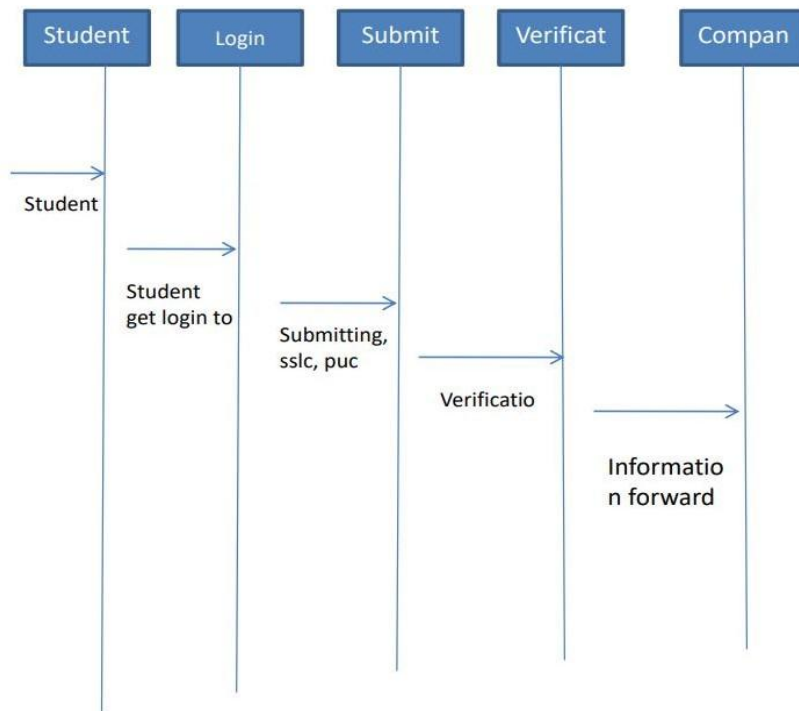 Student
Login
Submit
Verificat
Compan
Student
Student
get login to
Submitting,
sslc, puc
Verificatio
Informatio
n forward